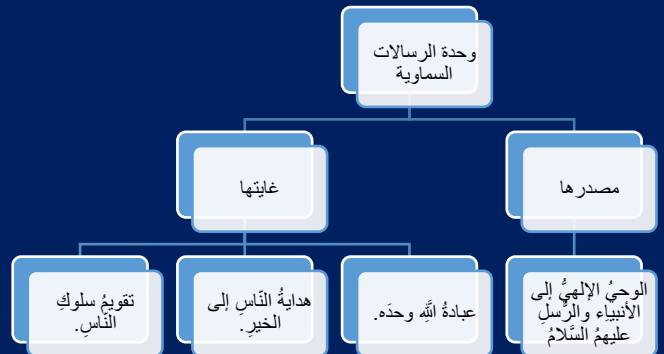 وحدة الرسالات
السماوية
مصدرها
غايتها
الوحيُ الإلهيُّ إلى
الأنبياءِ والرُّسلِ
عليهمُ السَّلامُ
عبادةُ اللهِ وحدَه.
هدايةُ النّاسِ إلى
الخيرِ.
تقويمُ سلوكِ
النّاسِ.